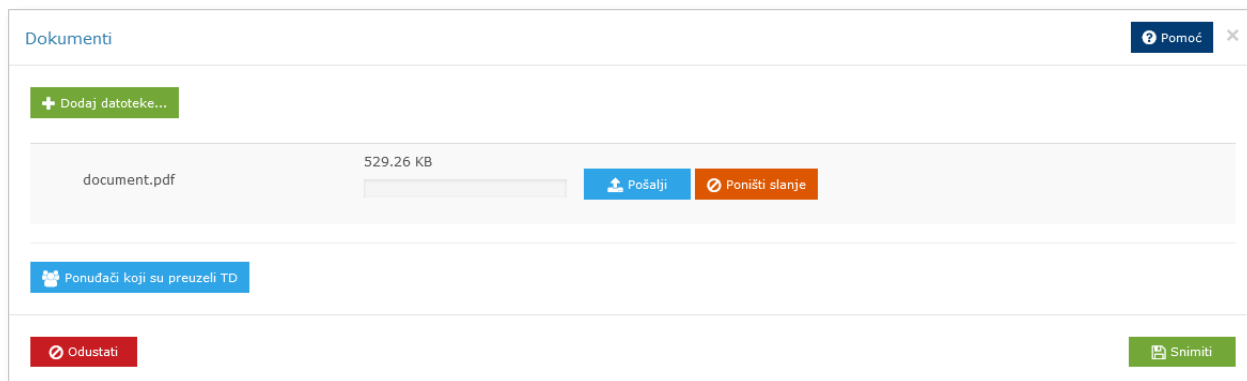 Dokumenti
Pomoć
Dodaj datoteke...
529.26 KB
document.pdf
Pošalji
Poništi slanje
Ponuđači koji su preuzeli TD
Odustati
Snimiti